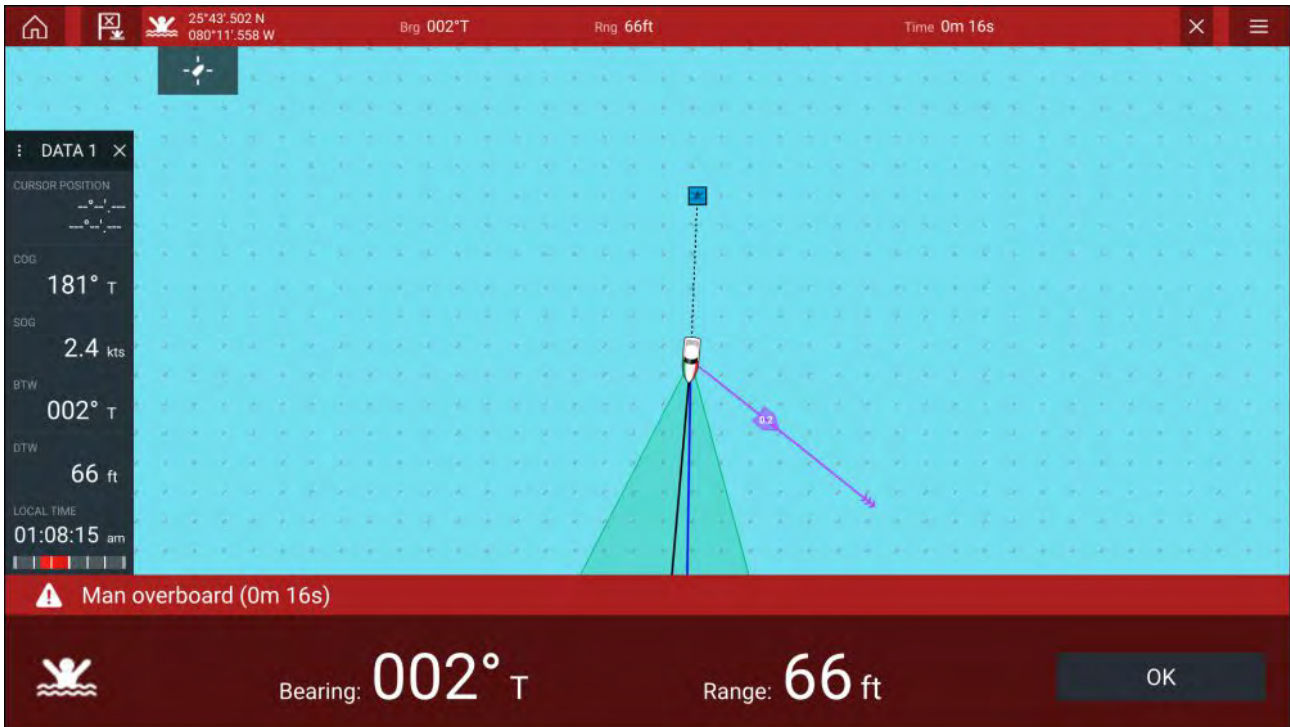 25°43'.502 N
080°11'.558 W
Brg 002°T
Rng 66ft
Time 0m 16s
DATA 1
CURSOR POSITION
--°--'.---
---°--'.---
COG
181° T
SOG
2.4 kts
BTW
002° T
DTW
66 ft
LOCAL TIME
01:08:15 am
0.2
Man overboard (0m 16s)
Bearing: 002° T
Range: 66 ft
OK